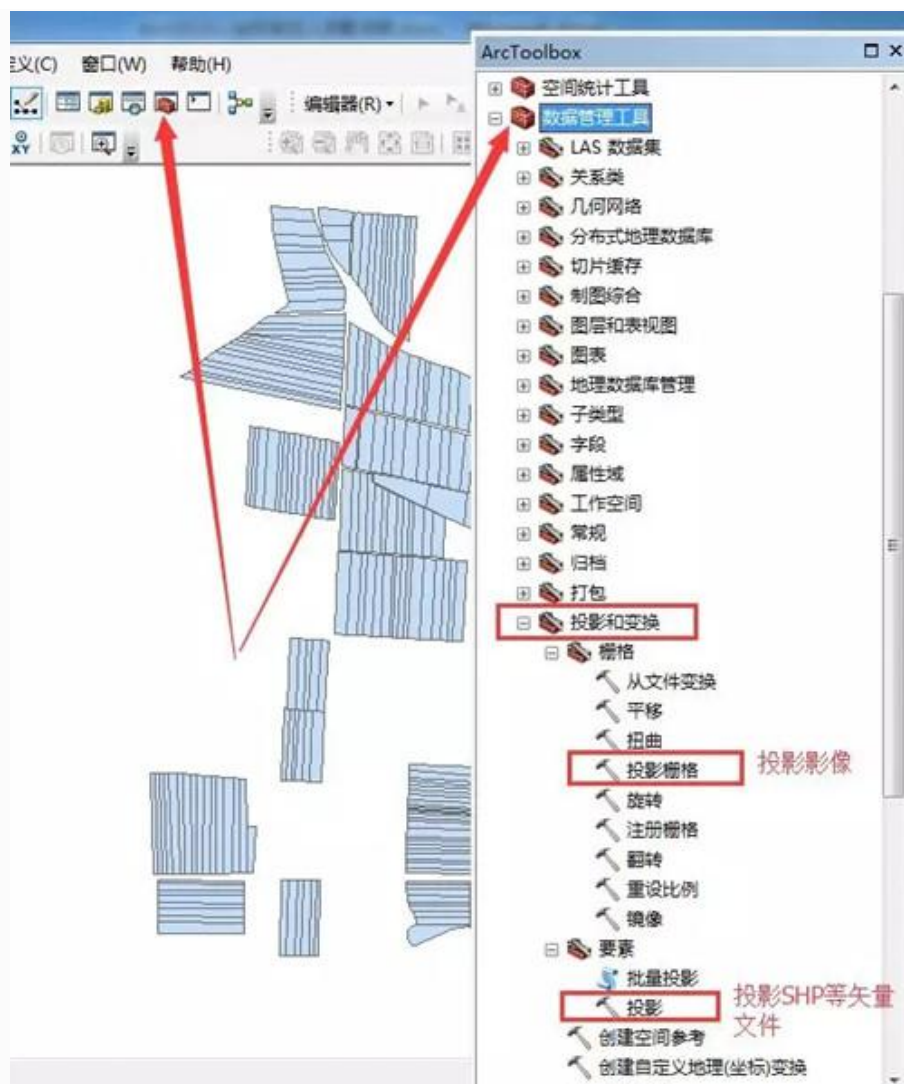 定义(C) 窗口(W) 帮助(H)
编辑器(R)
XY
ArcToolbox
空间统计工具
数据管理工具
LAS 数据集
关系类
几何网络
分布式地理数据库
切片缓存
制图综合
图层和表视图
图表
地理数据库管理
子类型
字段
属性域
工作空间
常规
归档
打包
投影和变换
栅格
从文件变换
平移
扭曲
投影栅格
投影影像
旋转
注册栅格
翻转
重设比例
镜像
要素
批量投影
投影
投影SHP等矢量
文件
创建空间参考
创建自定义地理(坐标)变换